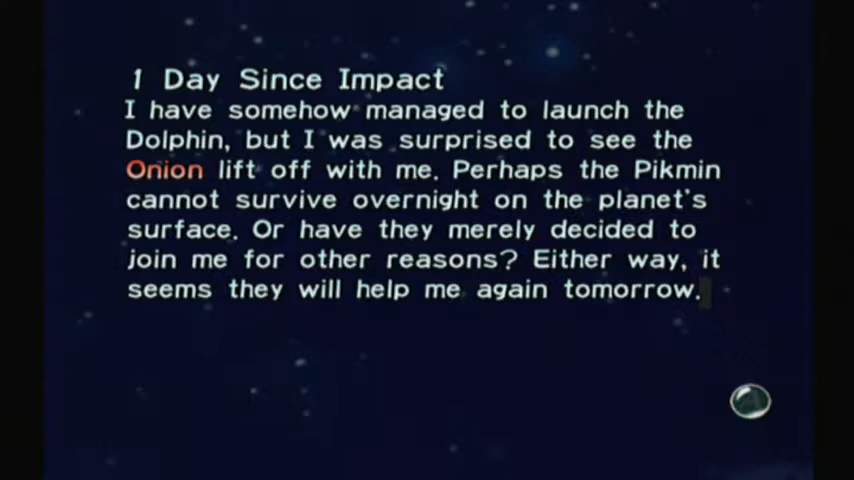 1 Day Since Impact
I have somehow managed to launch the
Dolphin, but I was surprised to see the
Onion lift off with me. Perhaps the Pikmin
cannot survive overnight on the planet's
surface. Or have they merely decided to
join me for other reasons? Either way, it
seems they will help me again tomorrow.